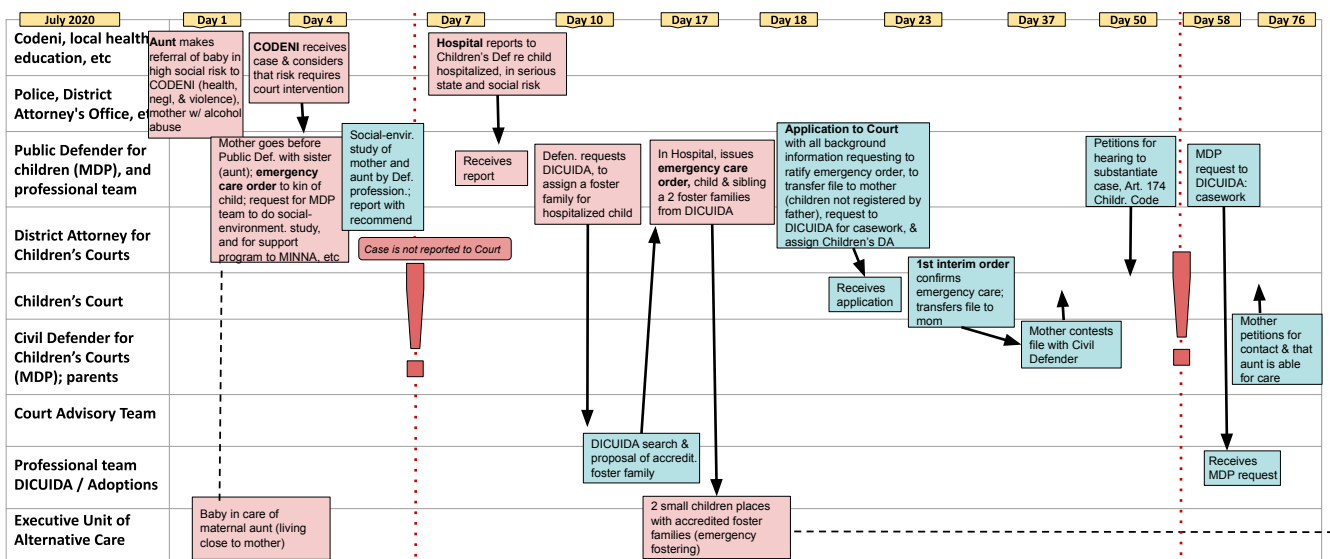 July 2020
Day 1
Day 4
Day 7
Day 10
Day 17
Day 18
Day 23
Day 37
Day 50
Day 58
Day 76
Codeni, local health,
education, etc
Aunt makes
referral of baby in
high social risk to
CODENI (health,
negl, & violence),
mother w/ alcohol
abuse
CODENI receives
case & considers
that risk requires
court intervention
Hospital reports to
Children's Def re child
hospitalized, in serious
state and social risk
Police, District
Attorney's Office, et
Public Defender for
children (MDP), and
professional team
Mother goes before
Public Def. with sister
(aunt); emergency
care order to kin of
child; request for MDP
team to do social-
environment. study,
and for support
program to MINNA, etc
Social-envir.
study of
mother and
aunt by Def.
profession.;
report with
recommend
Receives
report
Defen. requests
DICUIDA, to
assign a foster
family for
hospitalized child
In Hospital, issues
emergency care
order, child & sibling
a 2 foster families
from DICUIDA
Application to Court
with all background
information requesting to
ratify emergency order, to
transfer file to mother
(children not registered by
father), request to
DICUIDA for casework, &
assign Children's DA
Petitions for
hearing to
substantiate
case, Art. 174
Childr. Code
MDP
request to
DICUIDA:
casework
District Attorney for
Children's Courts
Case is not reported to Court
Children's Court
Receives
application
1st interim order
confirms
emergency care;
transfers file to
mom
Civil Defender for
Children's Courts
(MDP); parents
Mother contests
file with Civil
Defender
Mother
petitions for
contact & that
aunt is able
for care
Court Advisory Team
DICUIDA search &
proposal of accredit.
foster family
Professional team
DICUIDA / Adoptions
Receives
MDP request
Executive Unit of
Alternative Care
Baby in care of
maternal aunt (living
close to mother)
2 small children places
with accredited foster
families (emergency
fostering)